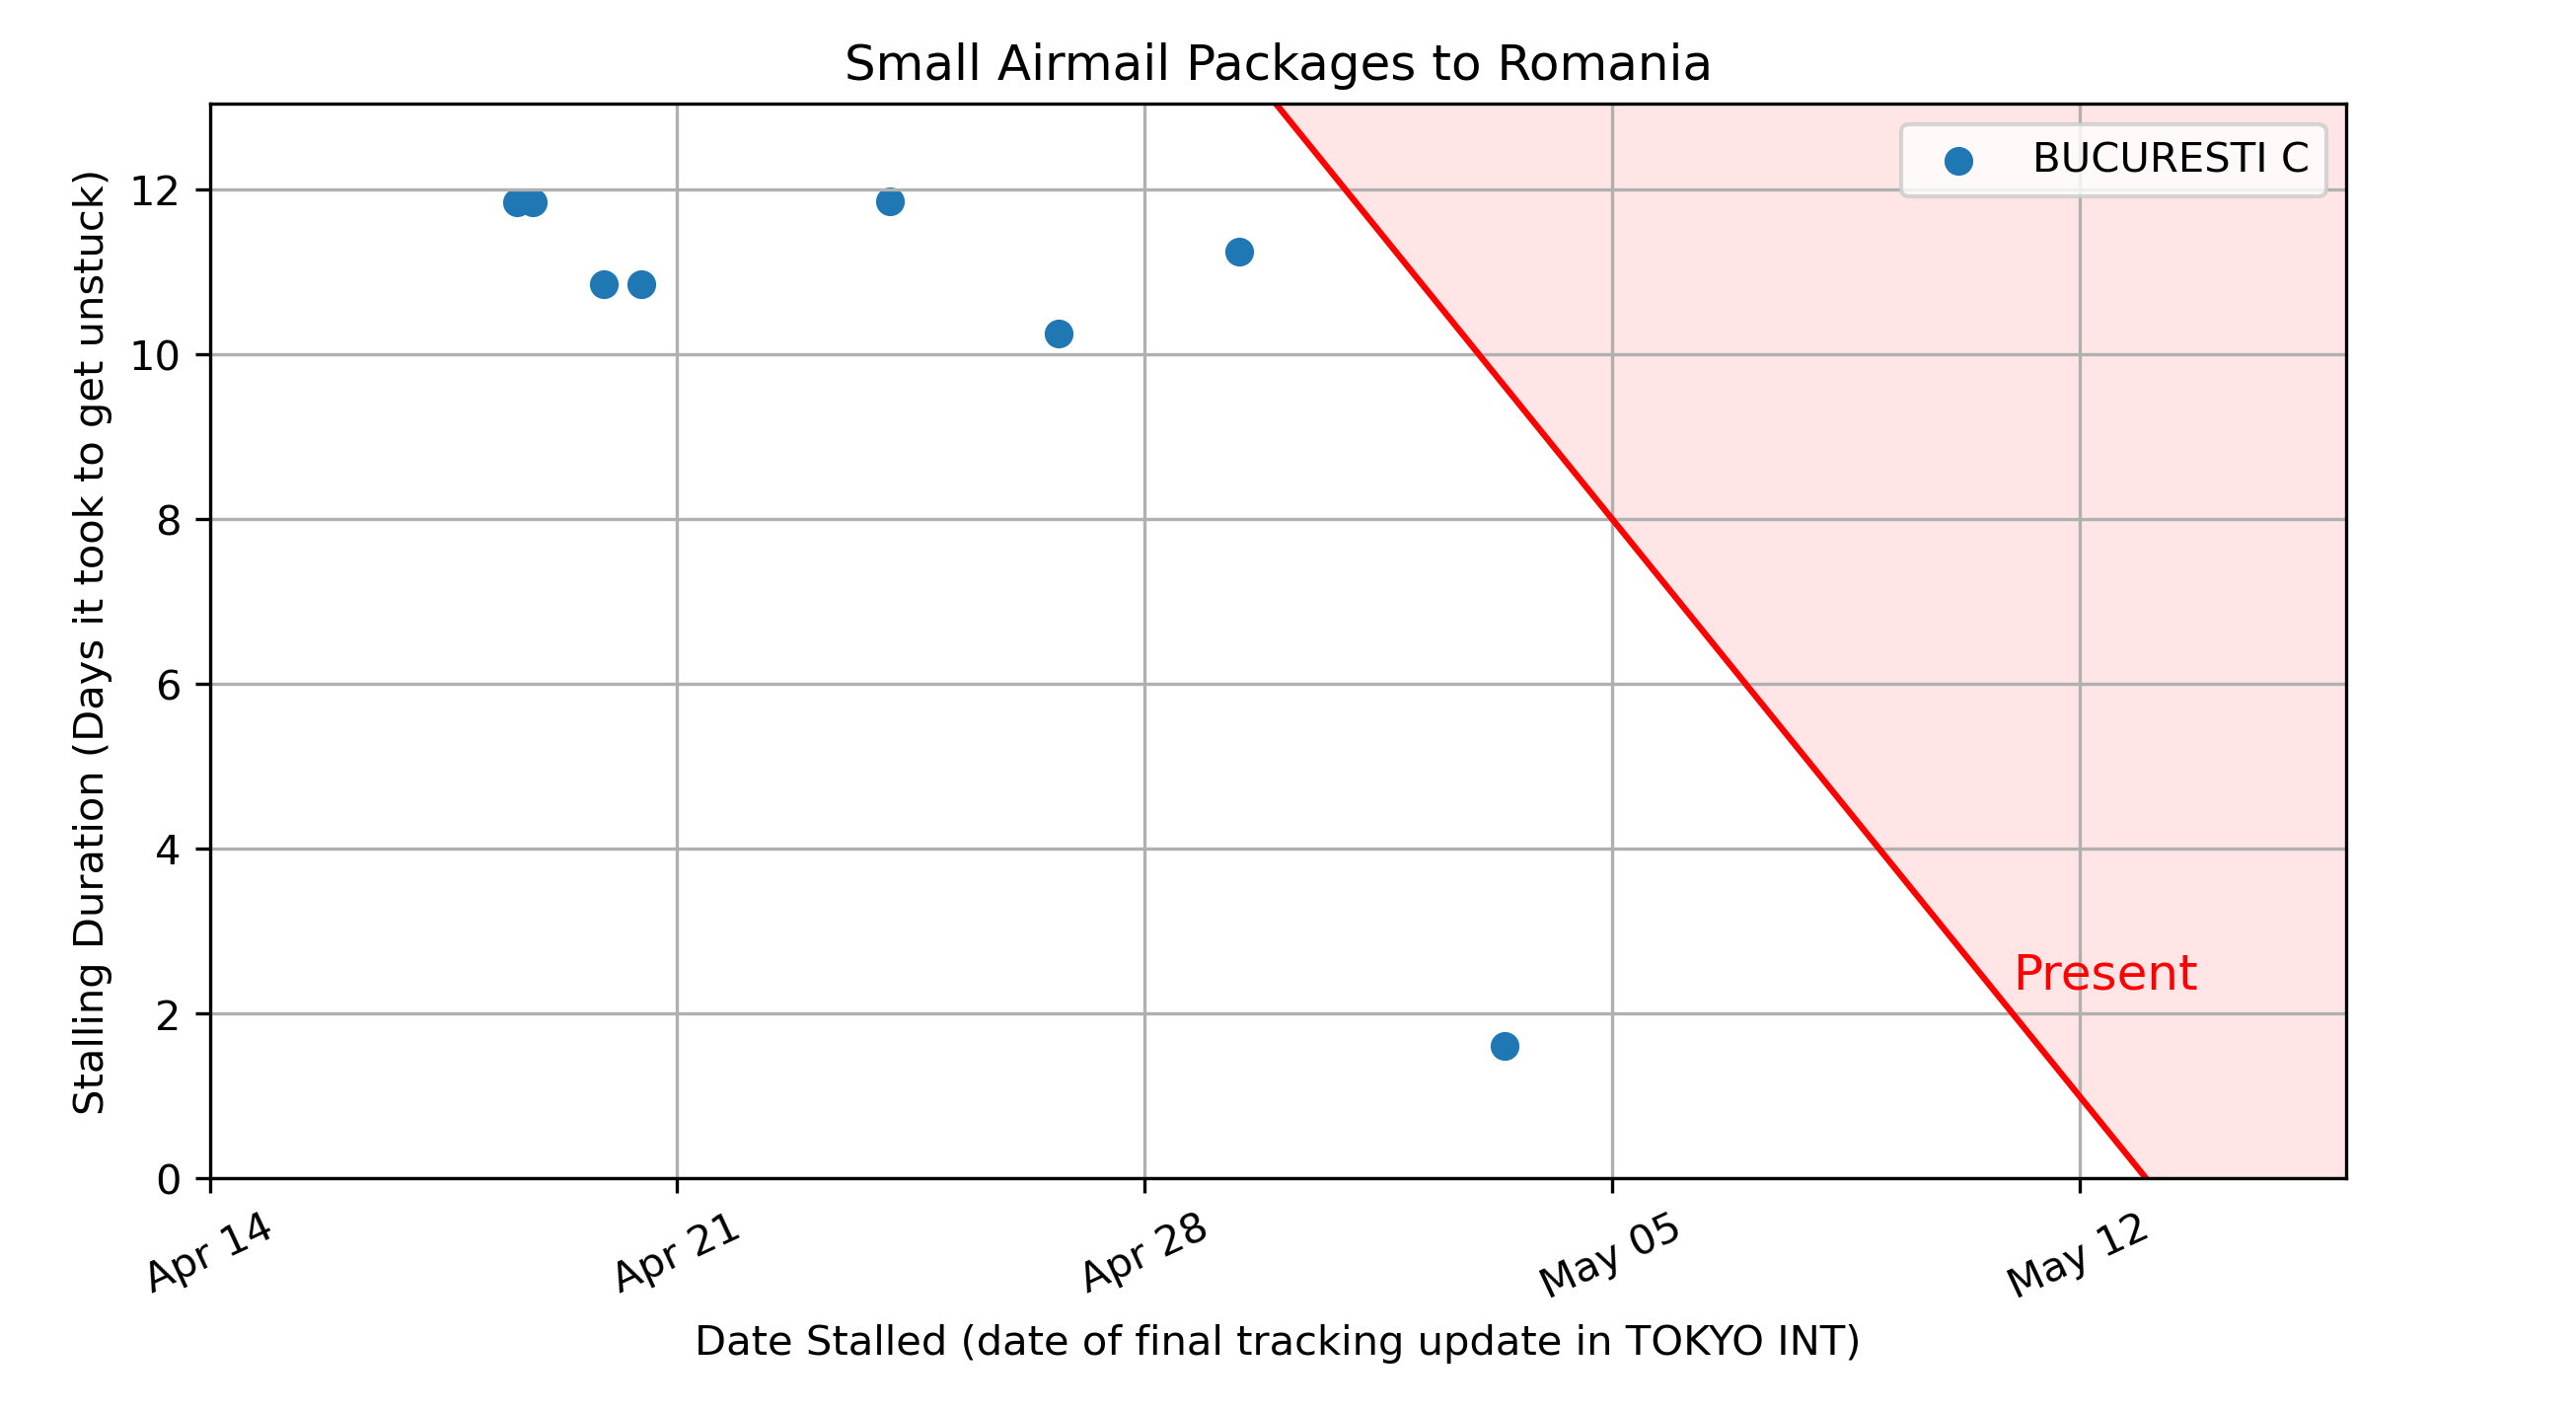 Small Airmail Packages to Romania
BUCURESTI C
Stalling Duration (Days it took to get unstuck)
12
10
8
6
4
2
0
Present
Apr 14
Apr 21
Apr 28
May 05
May 12
Date Stalled (date of final tracking update in TOKYO INT)